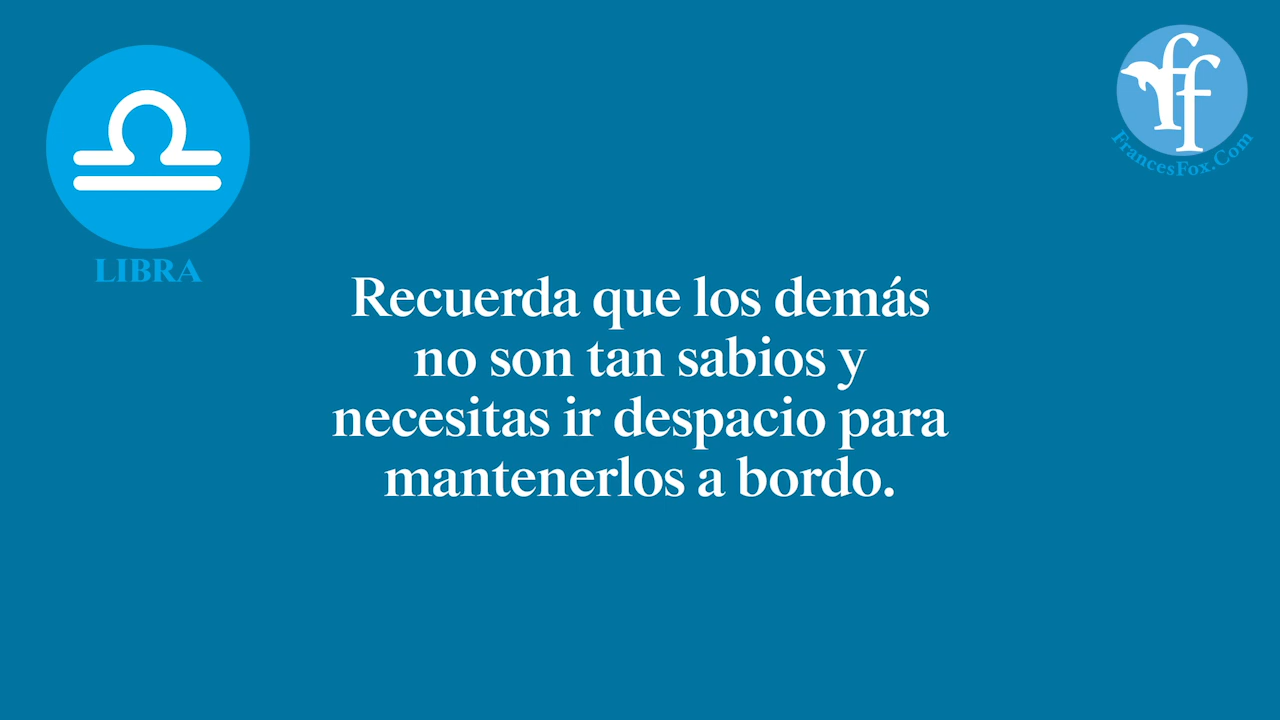 LIBRA
ff
FrancesFox.Com
Recuerda que los demás
no son tan sabios y
necesitas ir despacio para
mantenerlos a bordo.